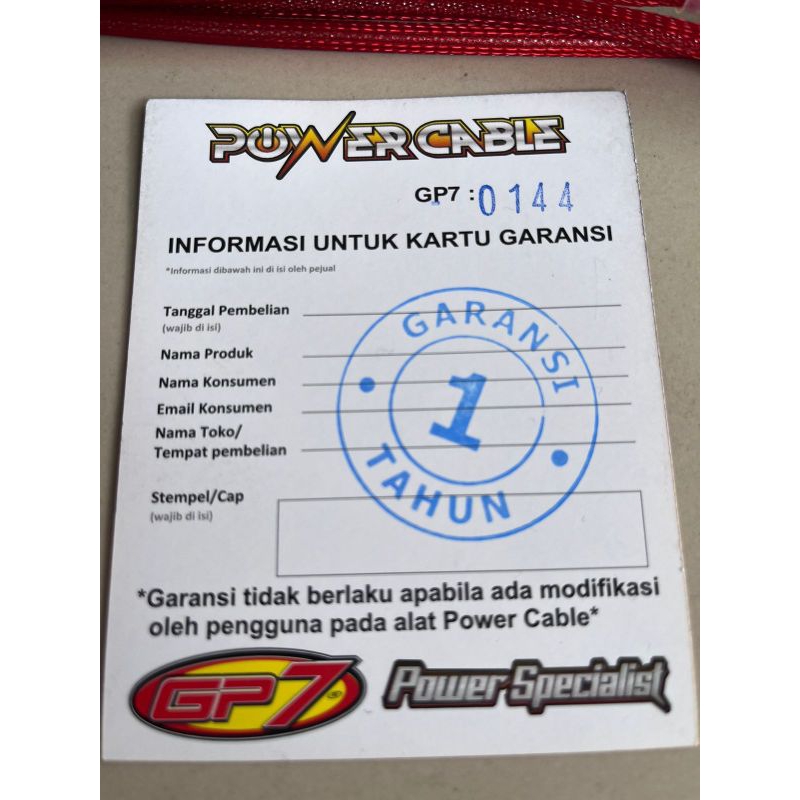 POWER CABLE
GP7 : 0144
INFORMASI UNTUK KARTU GARANSI
*Informasi dibawah ini di isi oleh pejual
Tanggal Pembelian
(wajib di isi)
Nama Produk
Nama Konsumen
Email Konsumen
Nama Toko/
Tempat pembelian
GARANSI
1
TAHUN
Stempel/Cap
(wajib di isi)
*Garansi tidak berlaku apabila ada modifikasi
oleh pengguna pada alat Power Cable*
GP7®
Power Specialist